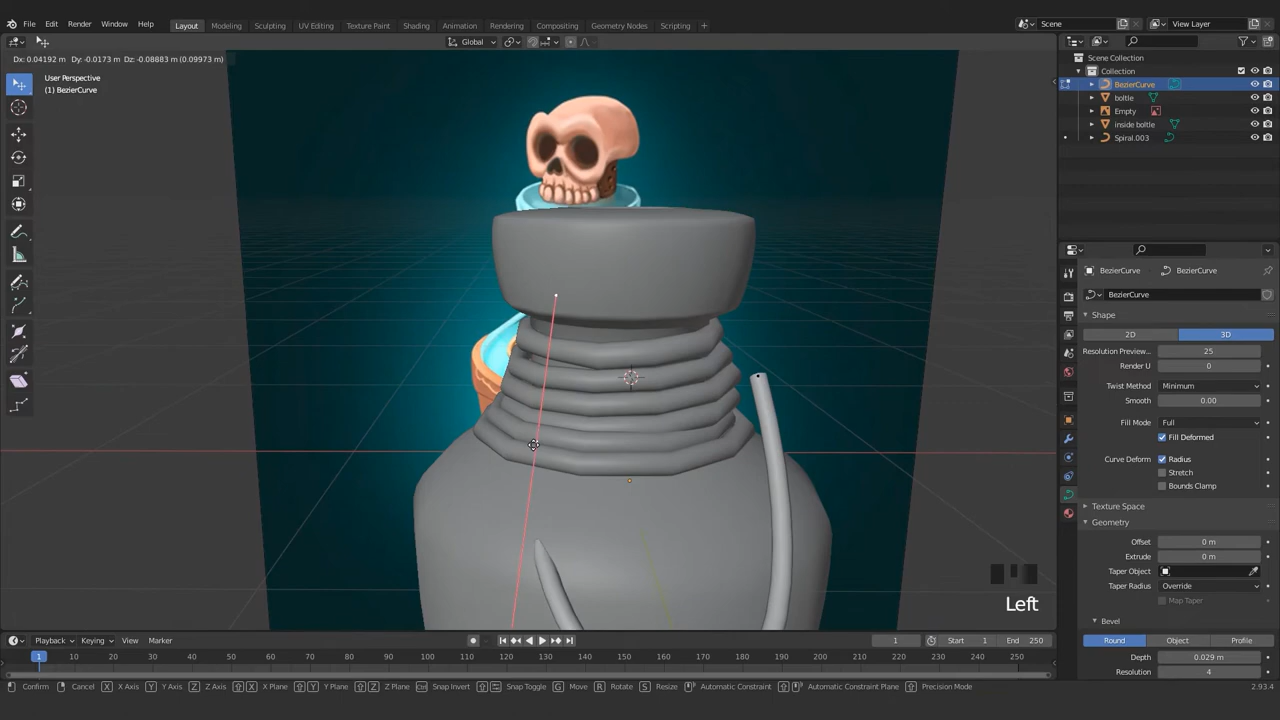 File Edit Render Window Help Layout Modeling Sculpting UV Editing Texture Paint Shading Animation Rendering Compositing Geometry Nodes Scripting + Scene View Layer
Global
Dx: 0.04192 m Dy: -0.0173 m Dz: -0.08883 m (0.09973 m)
User Perspective
(1) BezierCurve
Scene Collection
Collection
BezierCurve
boltle
Empty
inside boltle
Spiral.003
BezierCurve BezierCurve
BezierCurve
Shape
2D 3D
Resolution Preview... 25
Render U 0
Twist Method Minimum
Smooth 0.00
Fill Mode Full
Fill Deformed
Curve Deform Radius
Stretch
Bounds Clamp
Texture Space
Geometry
Offset 0 m
Extrude 0 m
Taper Object
Taper Radius Override
Map Taper
Bevel
Round Object Profile
Depth 0.029 m
Resolution 4
Left
Playback Keying View Marker 1 Start 1 End 250
1 10 20 30 40 50 60 70 80 90 100 110 120 130 140 150 160 170 180 190 200 210 220 230 240 250
Confirm Cancel X X Axis Y Y Axis Z Z Axis X X Plane Y Y Plane Z Z Plane Ctrl Snap Invert Snap Toggle G Move R Rotate S Resize Automatic Constraint Automatic Constraint Plane Precision Mode 2.93.4